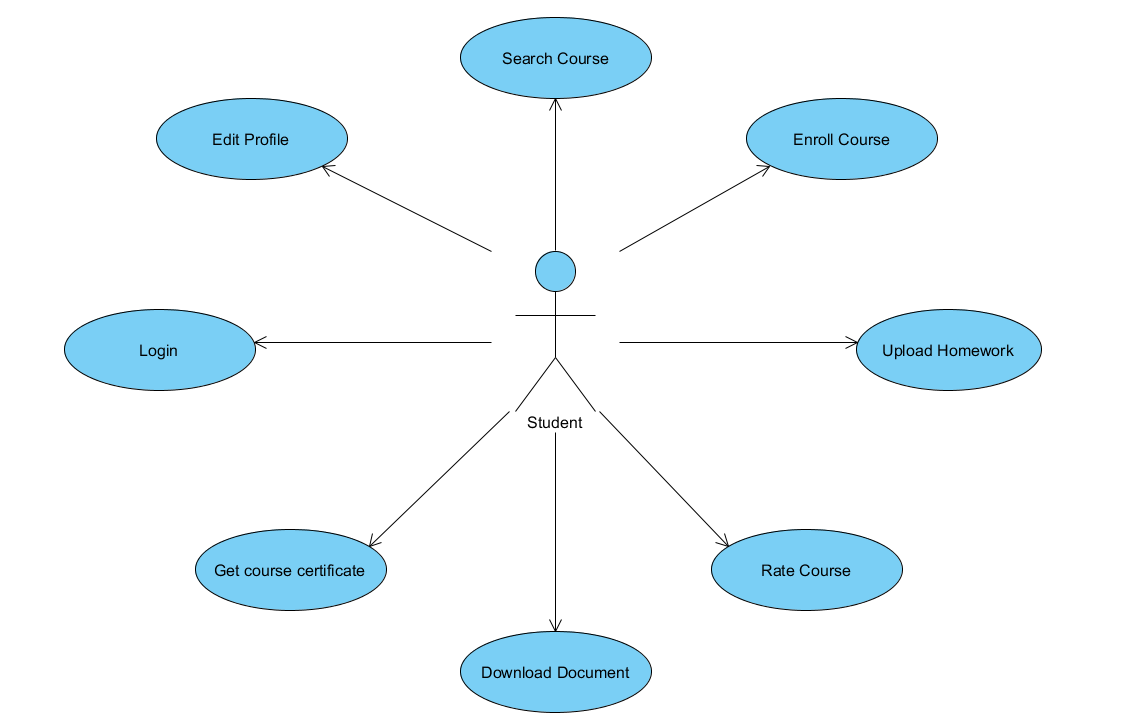 Search Course
Edit Profile
Enroll Course
Login
Upload Homework
Student
Get course certificate
Rate Course
Download Document